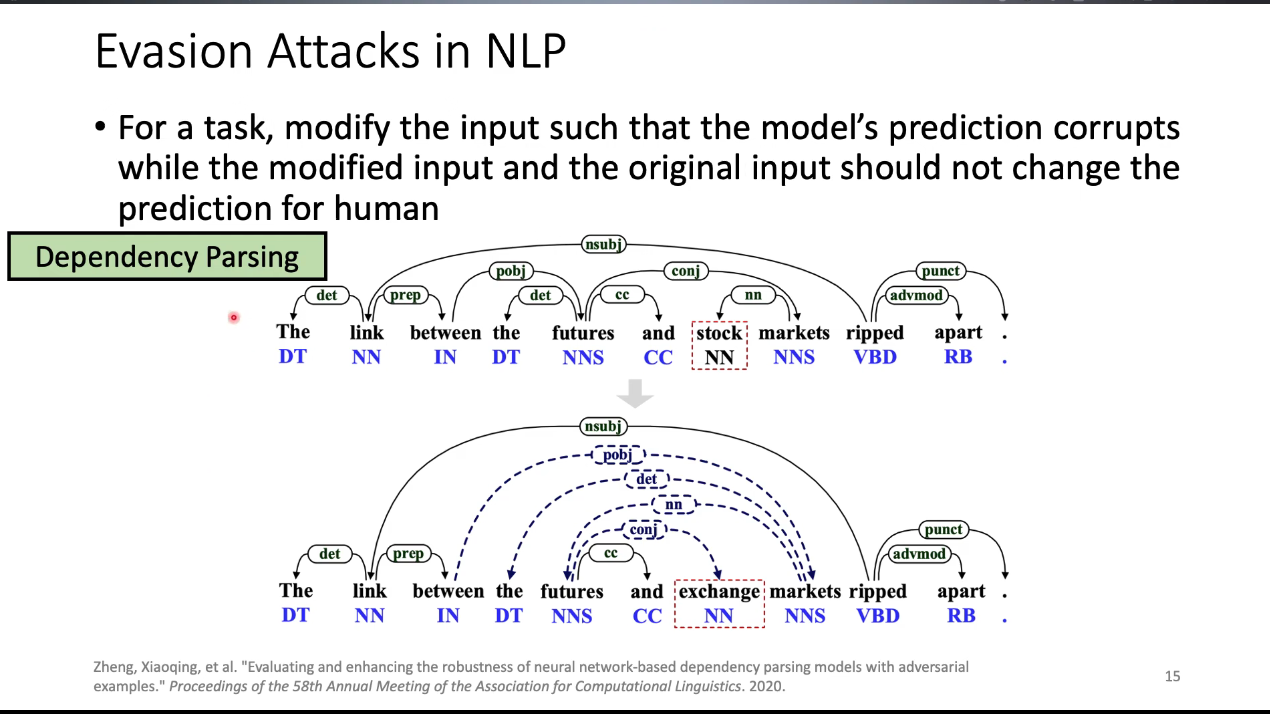 Evasion Attacks in NLP
• For a task, modify the input such that the model's prediction corrupts
while the modified input and the original input should not change the
prediction for human
Dependency Parsing
nsubj
pobj conj punct
det prep det cc nn advmod
The link between the futures and stock markets ripped apart .
DT NN IN DT NNS CC NN NNS VBD RB .
nsubj
pobj
det
nn
conj punct
det prep cc advmod
The link between the futures and exchange markets ripped apart .
DT NN IN DT NNS CC NN NNS VBD RB .
Zheng, Xiaoqing, et al. "Evaluating and enhancing the robustness of neural network-based dependency parsing models with adversarial
examples." Proceedings of the 58th Annual Meeting of the Association for Computational Linguistics. 2020.
15